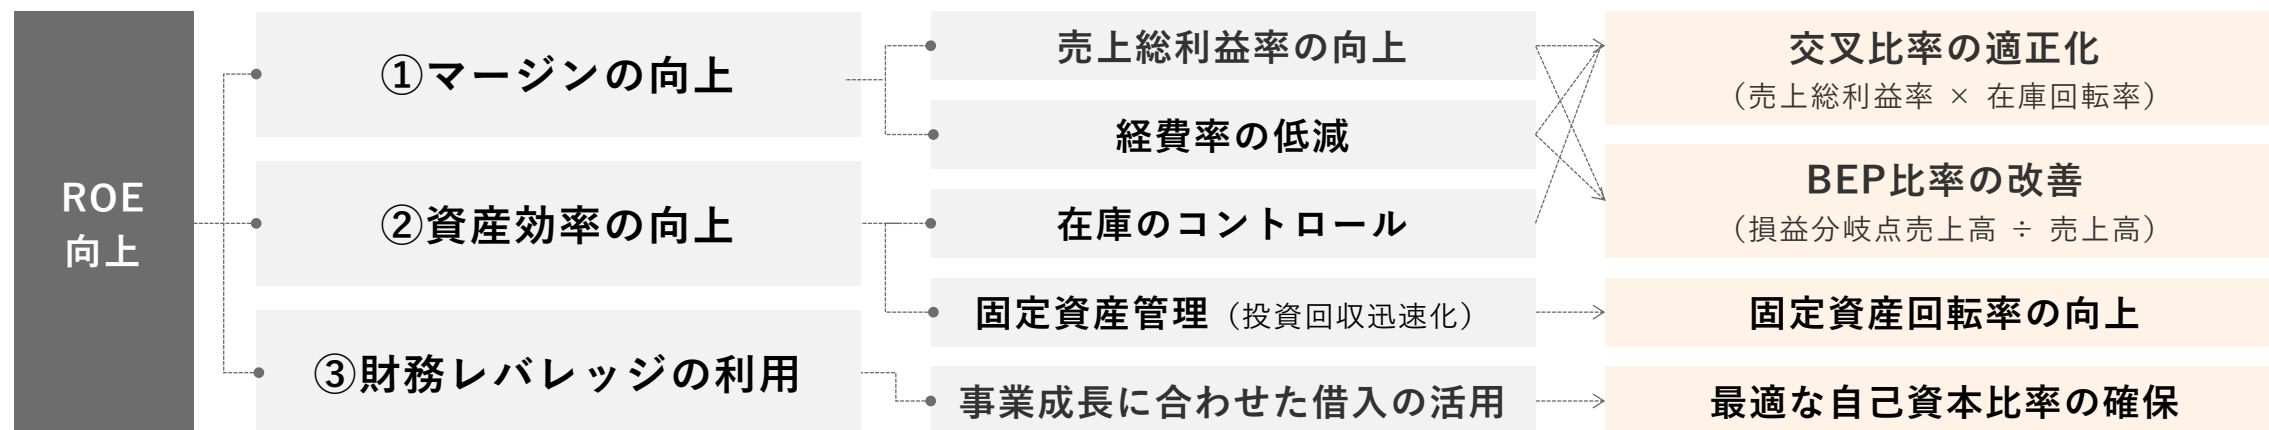 ROE
向上
①マージンの向上
②資産効率の向上
③財務レバレッジの利用
売上総利益率の向上
経費率の低減
在庫のコントロール
固定資産管理（投資回収迅速化）
事業成長に合わせた借入の活用
交叉比率の適正化
（売上総利益率 × 在庫回転率）
BEP比率の改善
（損益分岐点売上高 ÷ 売上高）
固定資産回転率の向上
最適な自己資本比率の確保